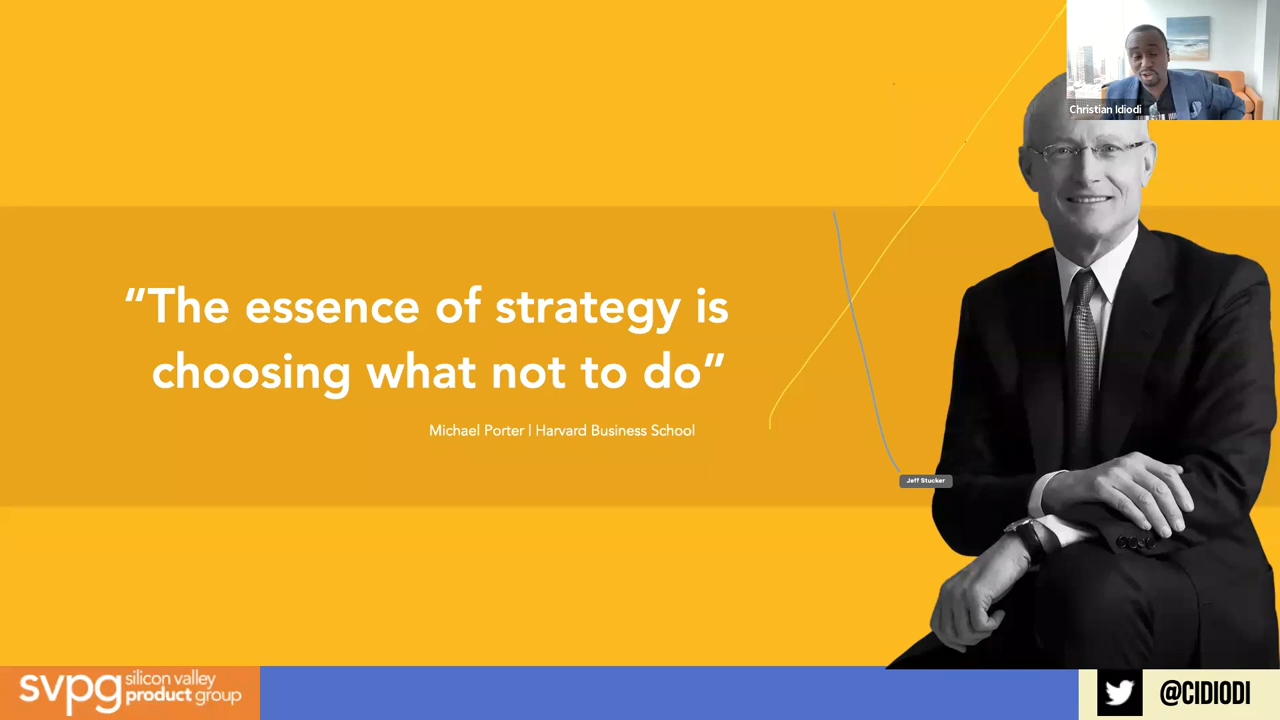 Christian Idiodi
“The essence of strategy is
choosing what not to do”
Michael Porter | Harvard Business School
Jeff Stucker
svpg silicon valley
product group
@CIDIODI